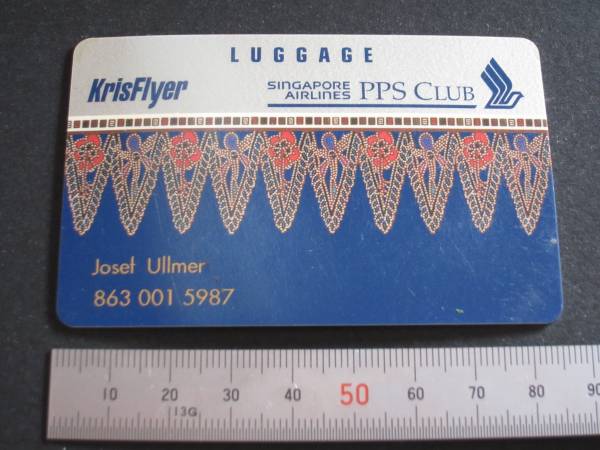 LUGGAGE
KrisFlyer
SINGAPORE
AIRLINES PPS CLUB
Josef Ullmer
863 001 5987
10 20 30 40 50 60 70 80 90
13G